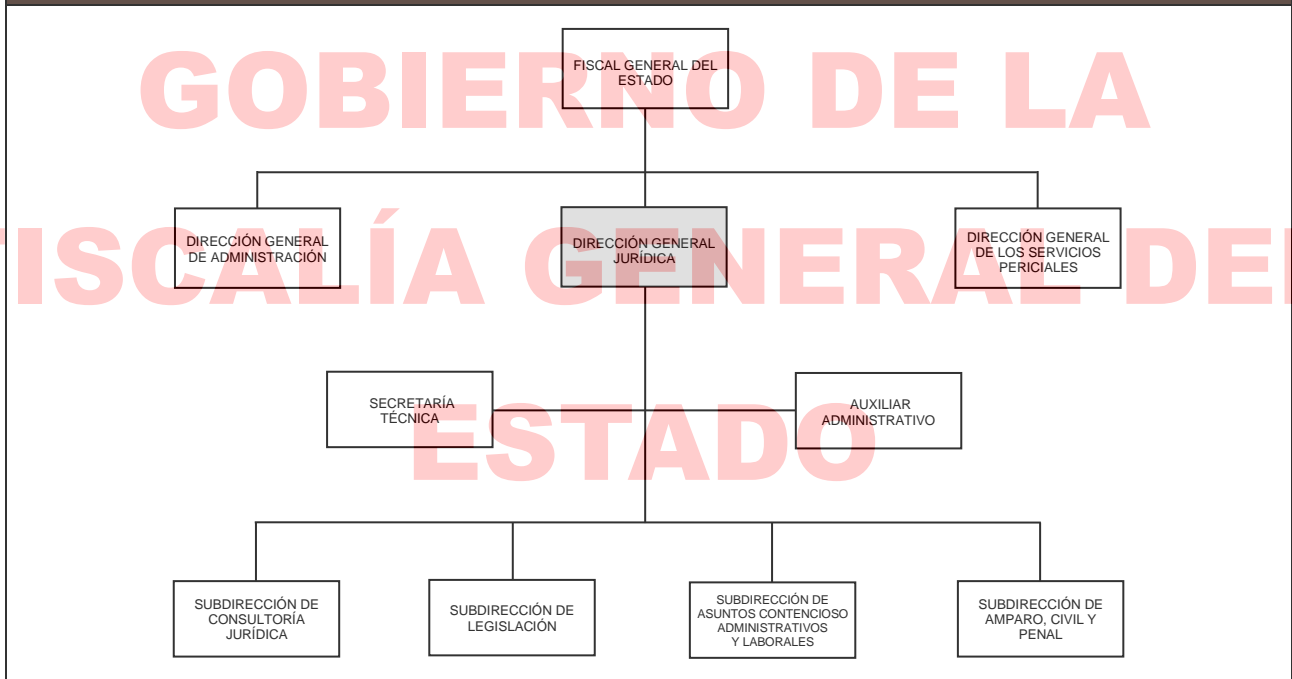 GOBIERNO DE LA
FISCALÍA GENERAL DEL
ESTADO
FISCAL GENERAL DEL
ESTADO
DIRECCIÓN GENERAL
DE ADMINISTRACIÓN
DIRECCIÓN GENERAL
JURÍDICA
DIRECCIÓN GENERAL
DE LOS SERVICIOS
PERICIALES
SECRETARÍA
TÉCNICA
AUXILIAR
ADMINISTRATIVO
SUBDIRECCIÓN DE
CONSULTORÍA
JURÍDICA
SUBDIRECCIÓN DE
LEGISLACIÓN
SUBDIRECCIÓN DE
ASUNTOS CONTENCIOSO
ADMINISTRATIVOS
Y LABORALES
SUBDIRECCIÓN DE
AMPARO, CIVIL Y
PENAL